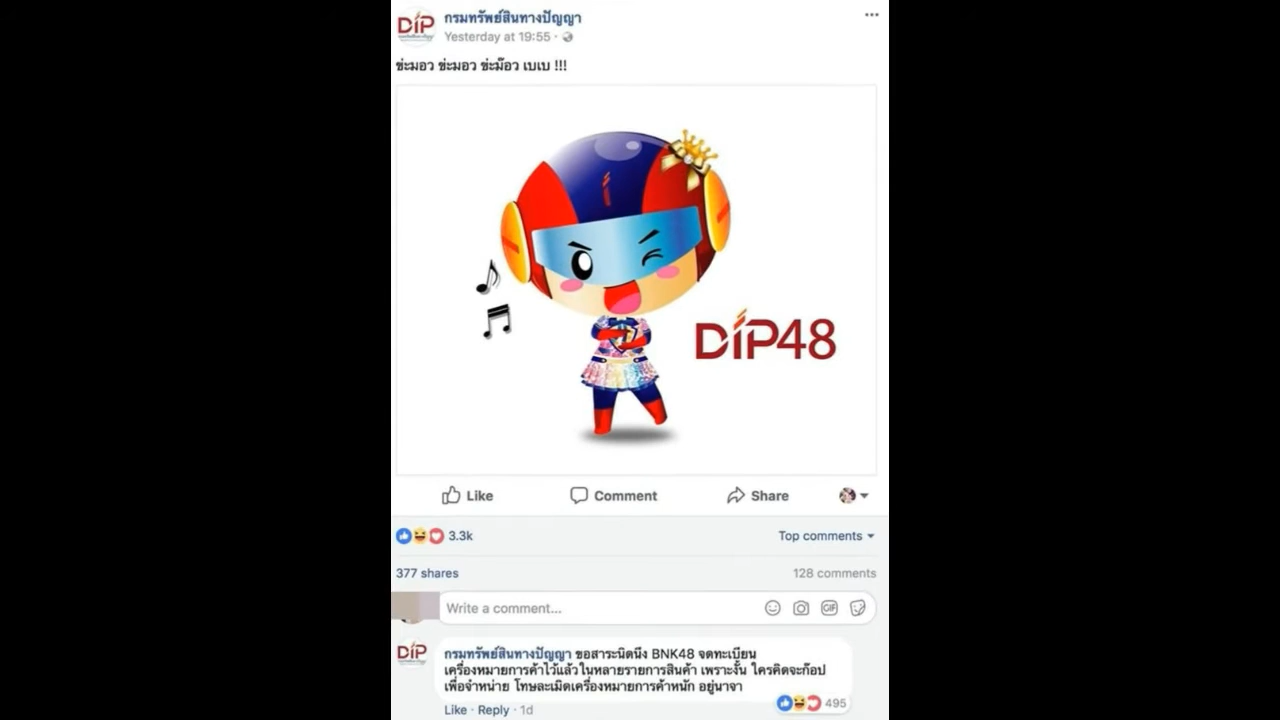 DiP
กรมทรัพย์สินทางปัญญา
Yesterday at 19:55 ·
ข่ะมอว ข่ะมอว ข่ะม๊อว เบเบ !!!
DiP48
Like Comment Share
3.3k Top comments
377 shares 128 comments
Write a comment... GIF
DiP
กรมทรัพย์สินทางปัญญา ขอสาระนิดนึง BNK48 จดทะเบียน
เครื่องหมายการค้าไว้แล้วในหลายรายการสินค้า เพราะงั้น ใครคิดจะก๊อป
เพื่อจำหน่าย โทษละเมิดเครื่องหมายการค้าหนัก อยู่นาจา
495
Like · Reply · 1d